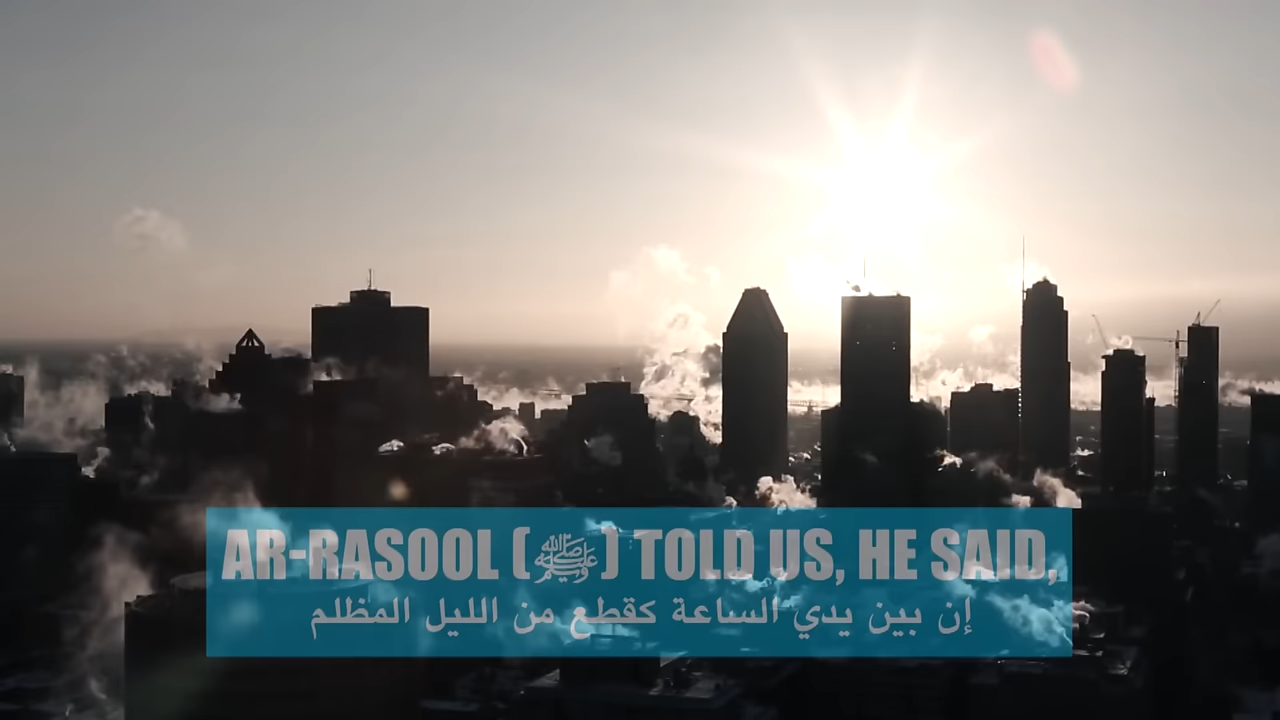 AR-RASOOL (ﷺ) TOLD US, HE SAID,
إن بين يدي الساعة كقطع من الليل المظلم